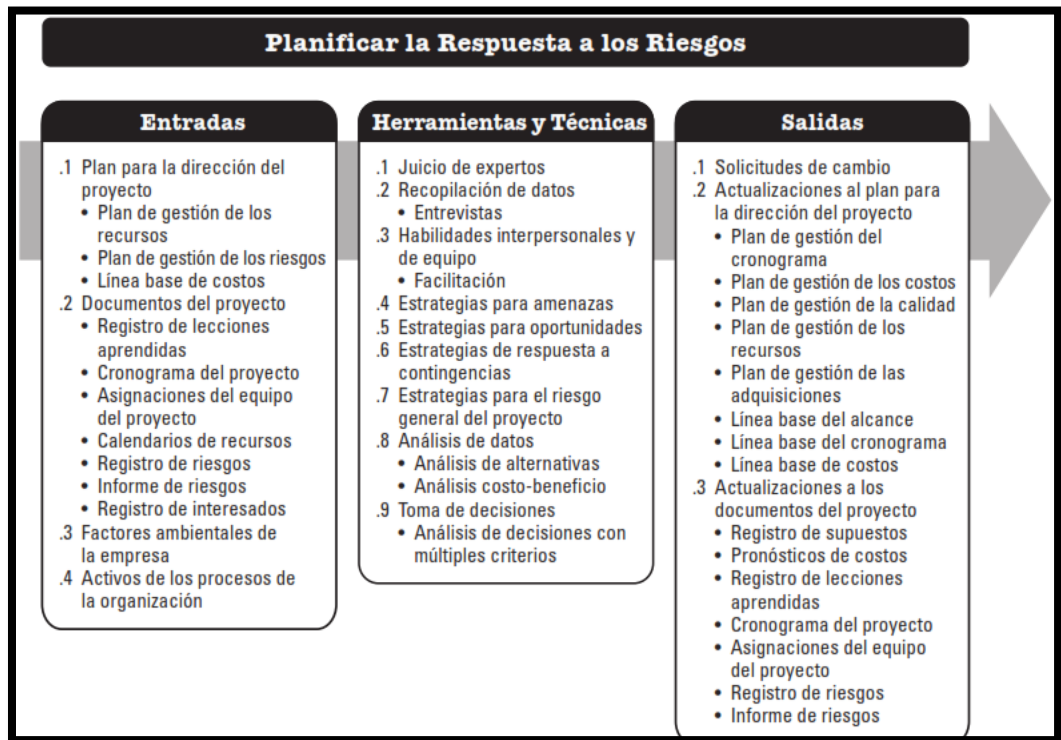 Planificar la Respuesta a los Riesgos
Entradas
.1 Plan para la dirección del
proyecto
• Plan de gestión de los
recursos
• Plan de gestión de los riesgos
• Línea base de costos
.2 Documentos del proyecto
• Registro de lecciones
aprendidas
• Cronograma del proyecto
• Asignaciones del equipo
del proyecto
• Calendarios de recursos
• Registro de riesgos
• Informe de riesgos
• Registro de interesados
.3 Factores ambientales de
la empresa
.4 Activos de los procesos de
la organización
Herramientas y Técnicas
.1 Juicio de expertos
.2 Recopilación de datos
• Entrevistas
.3 Habilidades interpersonales y
de equipo
• Facilitación
.4 Estrategias para amenazas
.5 Estrategias para oportunidades
.6 Estrategias de respuesta a
contingencias
.7 Estrategias para el riesgo
general del proyecto
.8 Análisis de datos
• Análisis de alternativas
• Análisis costo-beneficio
.9 Toma de decisiones
• Análisis de decisiones con
múltiples criterios
Salidas
.1 Solicitudes de cambio
.2 Actualizaciones al plan para
la dirección del proyecto
• Plan de gestión del
cronograma
• Plan de gestión de los costos
• Plan de gestión de la calidad
• Plan de gestión de los
recursos
• Plan de gestión de las
adquisiciones
• Línea base del alcance
• Línea base del cronograma
• Línea base de costos
.3 Actualizaciones a los
documentos del proyecto
• Registro de supuestos
• Pronósticos de costos
• Registro de lecciones
aprendidas
• Cronograma del proyecto
• Asignaciones del equipo
del proyecto
• Registro de riesgos
• Informe de riesgos